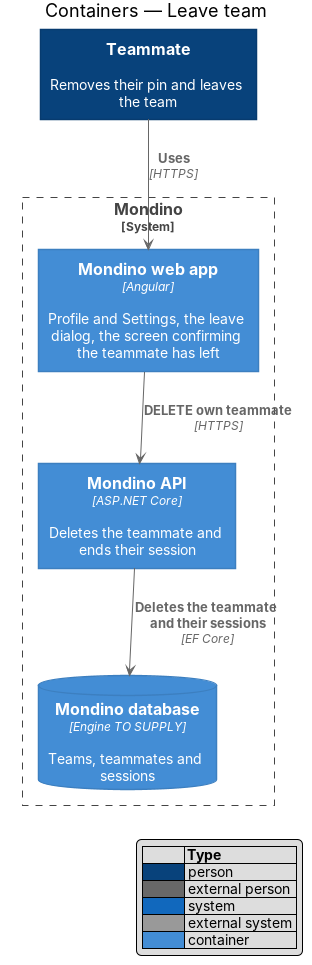 Containers — Leave team
Teammate
Removes their pin and leaves
the team
Uses
[HTTPS]
Mondino
[System]
Mondino web app
[Angular]
Profile and Settings, the leave
dialog, the screen confirming
the teammate has left
DELETE own teammate
[HTTPS]
Mondino API
[ASP.NET Core]
Deletes the teammate and
ends their session
Deletes the teammate
and their sessions
[EF Core]
Mondino database
[Engine TO SUPPLY]
Teams, teammates and
sessions
Type
person
external person
system
external system
container